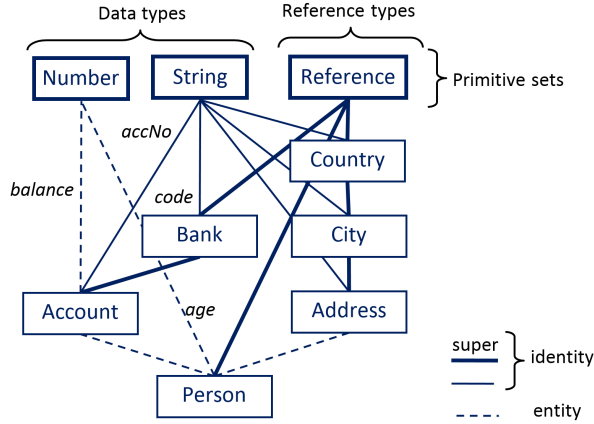 Data types
Reference types
Number
String
Reference
Primitive sets
accNo
Country
balance
code
Bank
City
Account
age
Address
super
identity
Person
entity